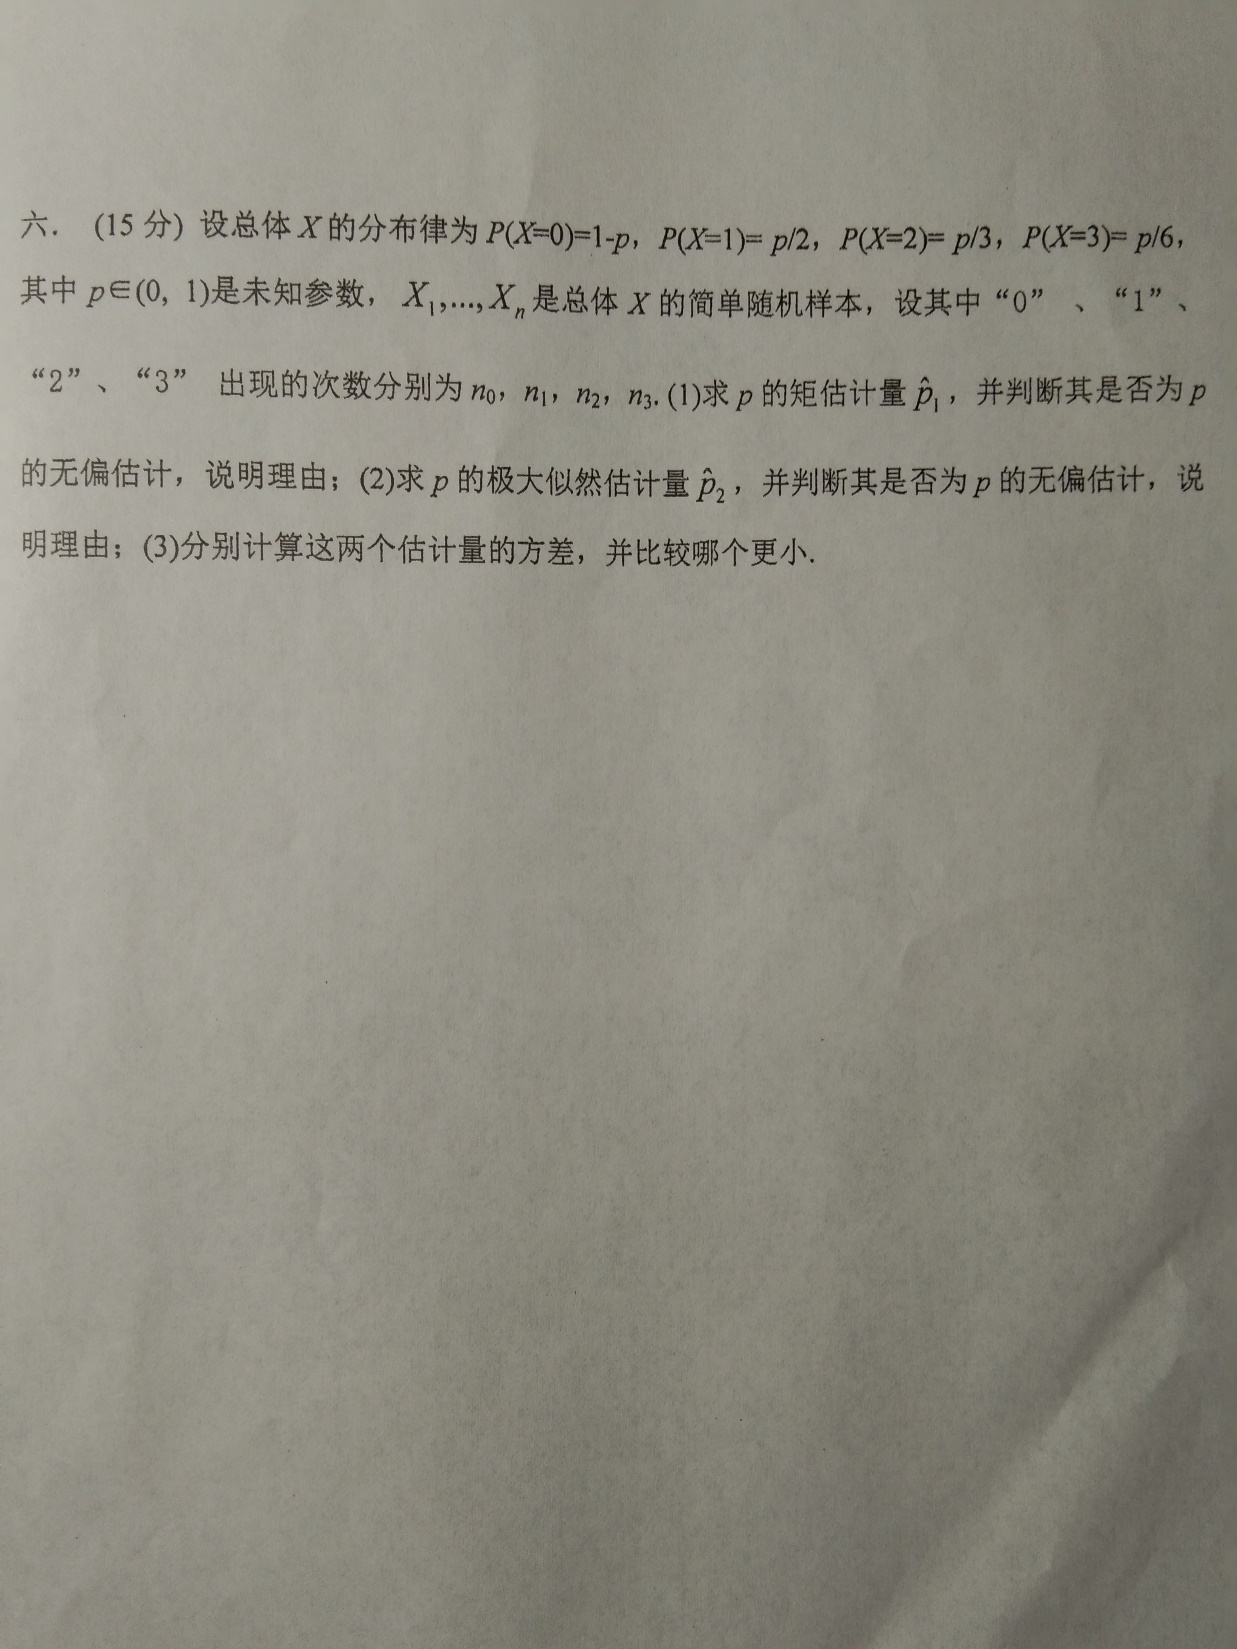 六. (15 分) 设总体 X 的分布律为 P(X=0)=1-p, P(X=1)= p/2, P(X=2)= p/3, P(X=3)= p/6,
其中 p∈(0, 1)是未知参数, X₁,...,Xₙ 是总体 X 的简单随机样本, 设其中“0” 、“1”、
“2”、“3” 出现的次数分别为 n₀, n₁, n₂, n₃. (1)求 p 的矩估计量 p̂₁, 并判断其是否为 p
的无偏估计, 说明理由; (2)求 p 的极大似然估计量 p̂₂, 并判断其是否为 p 的无偏估计, 说
明理由; (3)分别计算这两个估计量的方差, 并比较哪个更小.